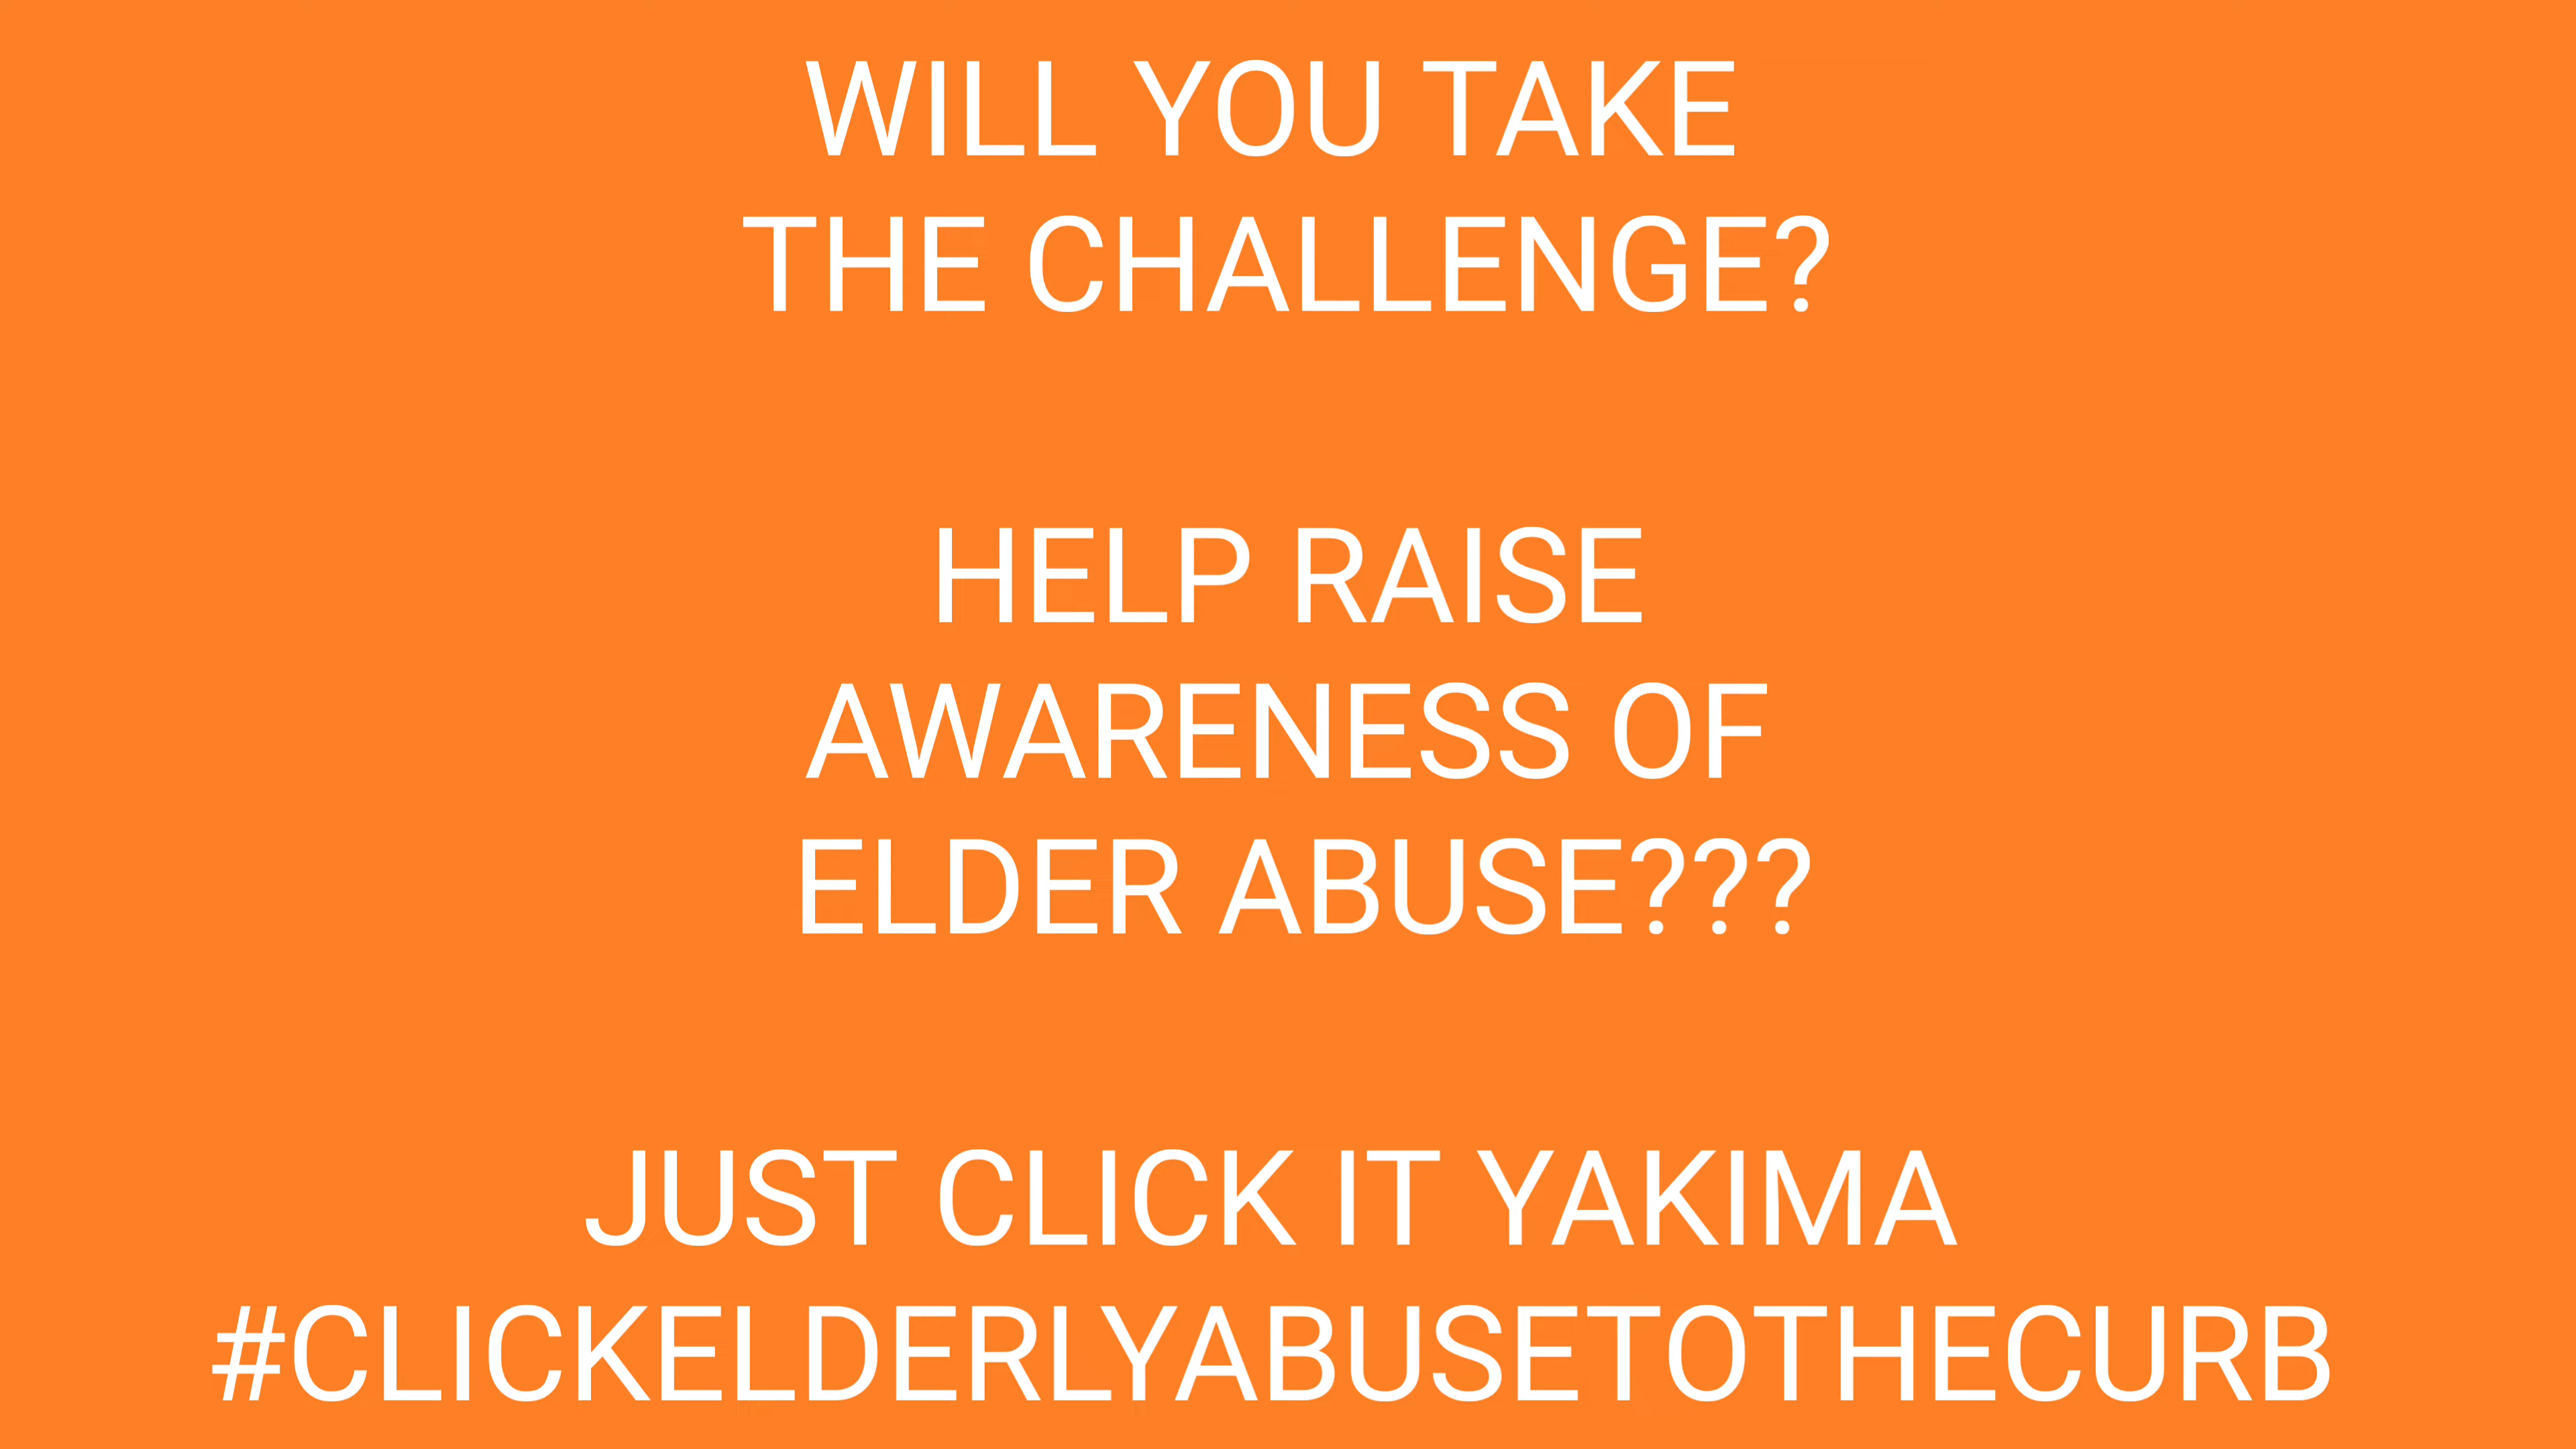 WILL YOU TAKE
THE CHALLENGE?
HELP RAISE
AWARENESS OF
ELDER ABUSE???
JUST CLICK IT YAKIMA
#CLICKELDERLYABUSETOTHECURB